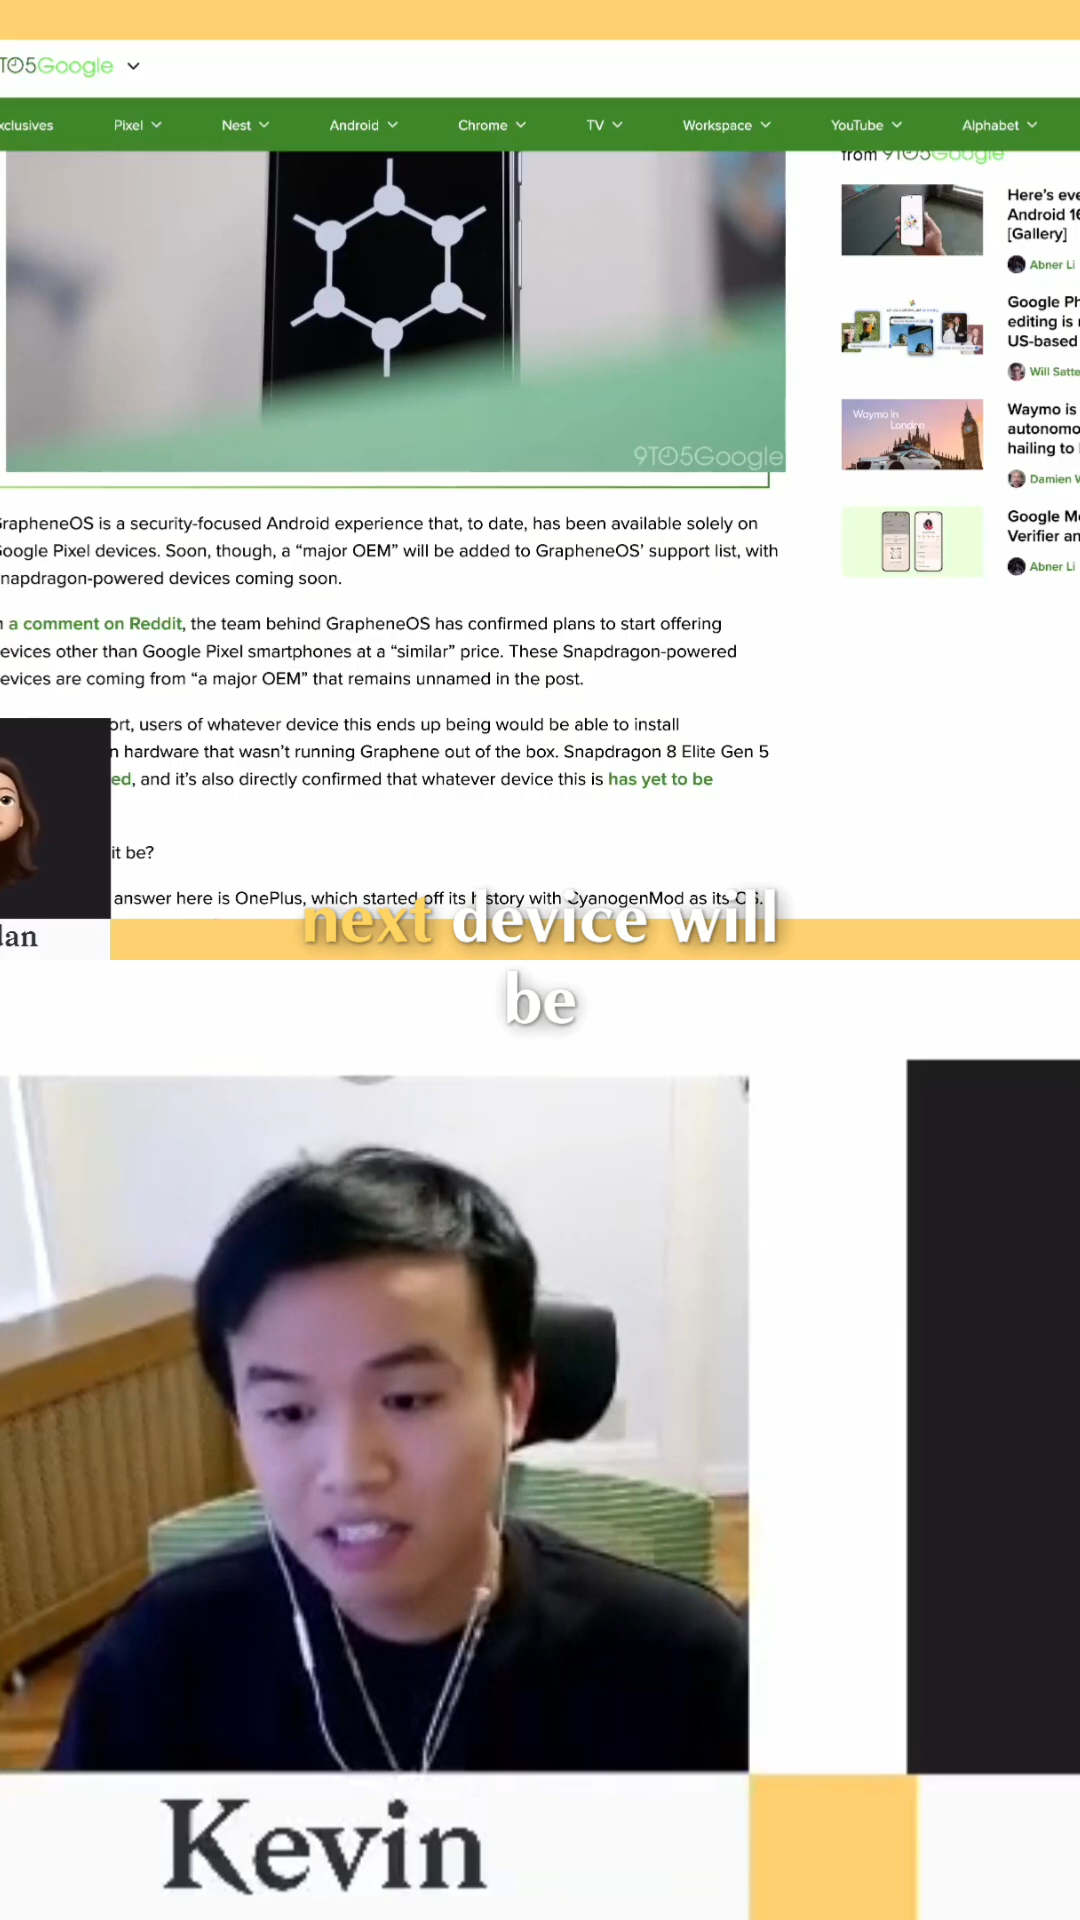 TO5Google
xclusives
Pixel
Nest
Android
Chrome
TV
Workspace
YouTube
Alphabet
9TO5Google
rapheneOS is a security-focused Android experience that, to date, has been available solely on
oogle Pixel devices. Soon, though, a “major OEM” will be added to GrapheneOS’ support list, with
napdragon-powered devices coming soon.
a comment on Reddit, the team behind GrapheneOS has confirmed plans to start offering
evices other than Google Pixel smartphones at a “similar” price. These Snapdragon-powered
evices are coming from “a major OEM” that remains unnamed in the post.
ort, users of whatever device this ends up being would be able to install
n hardware that wasn’t running Graphene out of the box. Snapdragon 8 Elite Gen 5
ed, and it’s also directly confirmed that whatever device this is has yet to be
it be?
answer here is OnePlus, which started off its history with CyanogenMod as its OS.
from 9TO5Google
Here’s eve
Android 16
[Gallery]
Abner Li
Google Ph
editing is
US-based
Will Satte
Waymo in
London
Waymo is
autonomo
hailing to
Damien W
Google Me
Verifier an
Abner Li
dan
next device will
be
Kevin